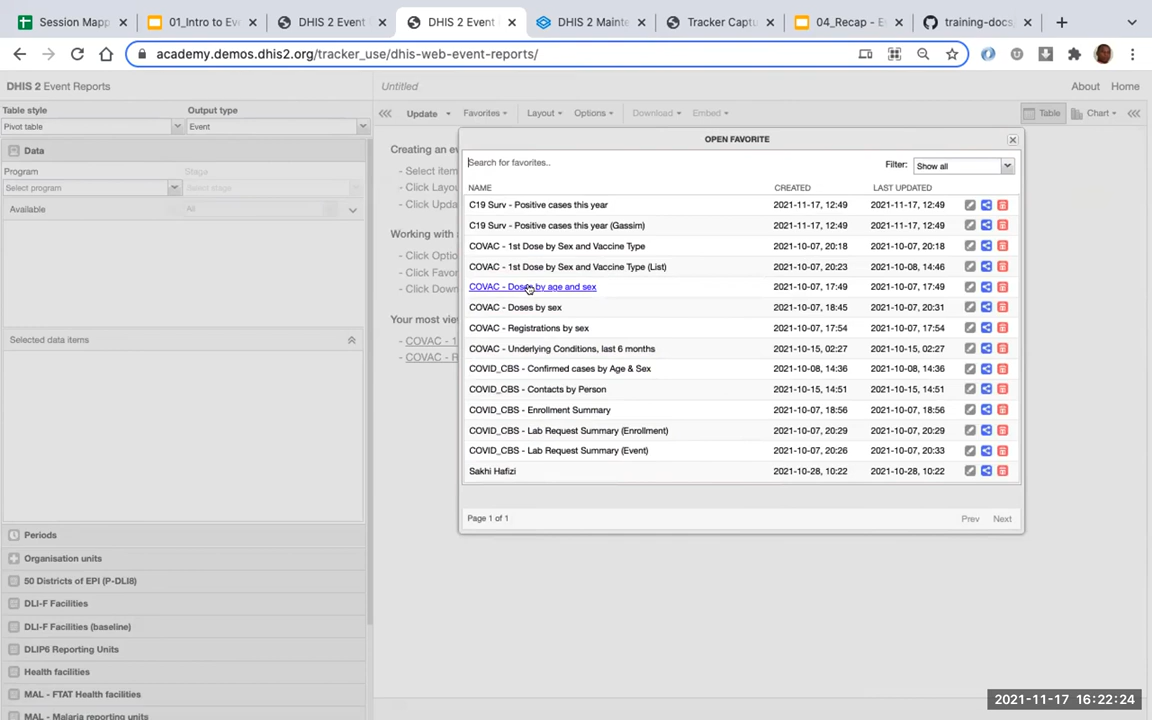 Session Mapp
01_Intro to Eve
DHIS 2 Event
DHIS 2 Event
DHIS 2 Mainte
Tracker Captu
04_Recap - E
training-docs
academy.demos.dhis2.org/tracker_use/dhis-web-event-reports/
DHIS 2 Event Reports
Untitled
About
Home
Table style
Output type
Pivot table
Event
Update
Favorites
Layout
Options
Download
Embed
Table
Chart
Data
Program
Stage
Select program
Select stage
Available
All
Selected data items
Periods
Organisation units
50 Districts of EPI (P-DLI8)
DLI-F Facilities
DLI-F Facilities (baseline)
DLIP6 Reporting Units
Health facilities
MAL - FTAT Health facilities
MAL - Malaria reporting units
Creating an ev
- Select item
- Click Layou
- Click Upda
Working with a
- Click Optio
- Click Favor
- Click Down
Your most view
- COVAC - 1
- COVAC - R
OPEN FAVORITE
Search for favorites..
Filter:
Show all
NAME CREATED LAST UPDATED
C19 Surv - Positive cases this year 2021-11-17, 12:49 2021-11-17, 12:49
C19 Surv - Positive cases this year (Gassim) 2021-11-17, 12:49 2021-11-17, 12:49
COVAC - 1st Dose by Sex and Vaccine Type 2021-10-07, 20:18 2021-10-07, 20:18
COVAC - 1st Dose by Sex and Vaccine Type (List) 2021-10-07, 20:23 2021-10-08, 14:46
COVAC - Doses by age and sex 2021-10-07, 17:49 2021-10-07, 17:49
COVAC - Doses by sex 2021-10-07, 18:45 2021-10-07, 20:31
COVAC - Registrations by sex 2021-10-07, 17:54 2021-10-07, 17:54
COVAC - Underlying Conditions, last 6 months 2021-10-15, 02:27 2021-10-15, 02:27
COVID_CBS - Confirmed cases by Age & Sex 2021-10-08, 14:36 2021-10-08, 14:36
COVID_CBS - Contacts by Person 2021-10-15, 14:51 2021-10-15, 14:51
COVID_CBS - Enrollment Summary 2021-10-07, 18:56 2021-10-07, 18:56
COVID_CBS - Lab Request Summary (Enrollment) 2021-10-07, 20:29 2021-10-07, 20:29
COVID_CBS - Lab Request Summary (Event) 2021-10-07, 20:26 2021-10-07, 20:33
Sakhi Hafizi 2021-10-28, 10:22 2021-10-28, 10:22
Page 1 of 1
Prev
Next
2021-11-17 16:22:24